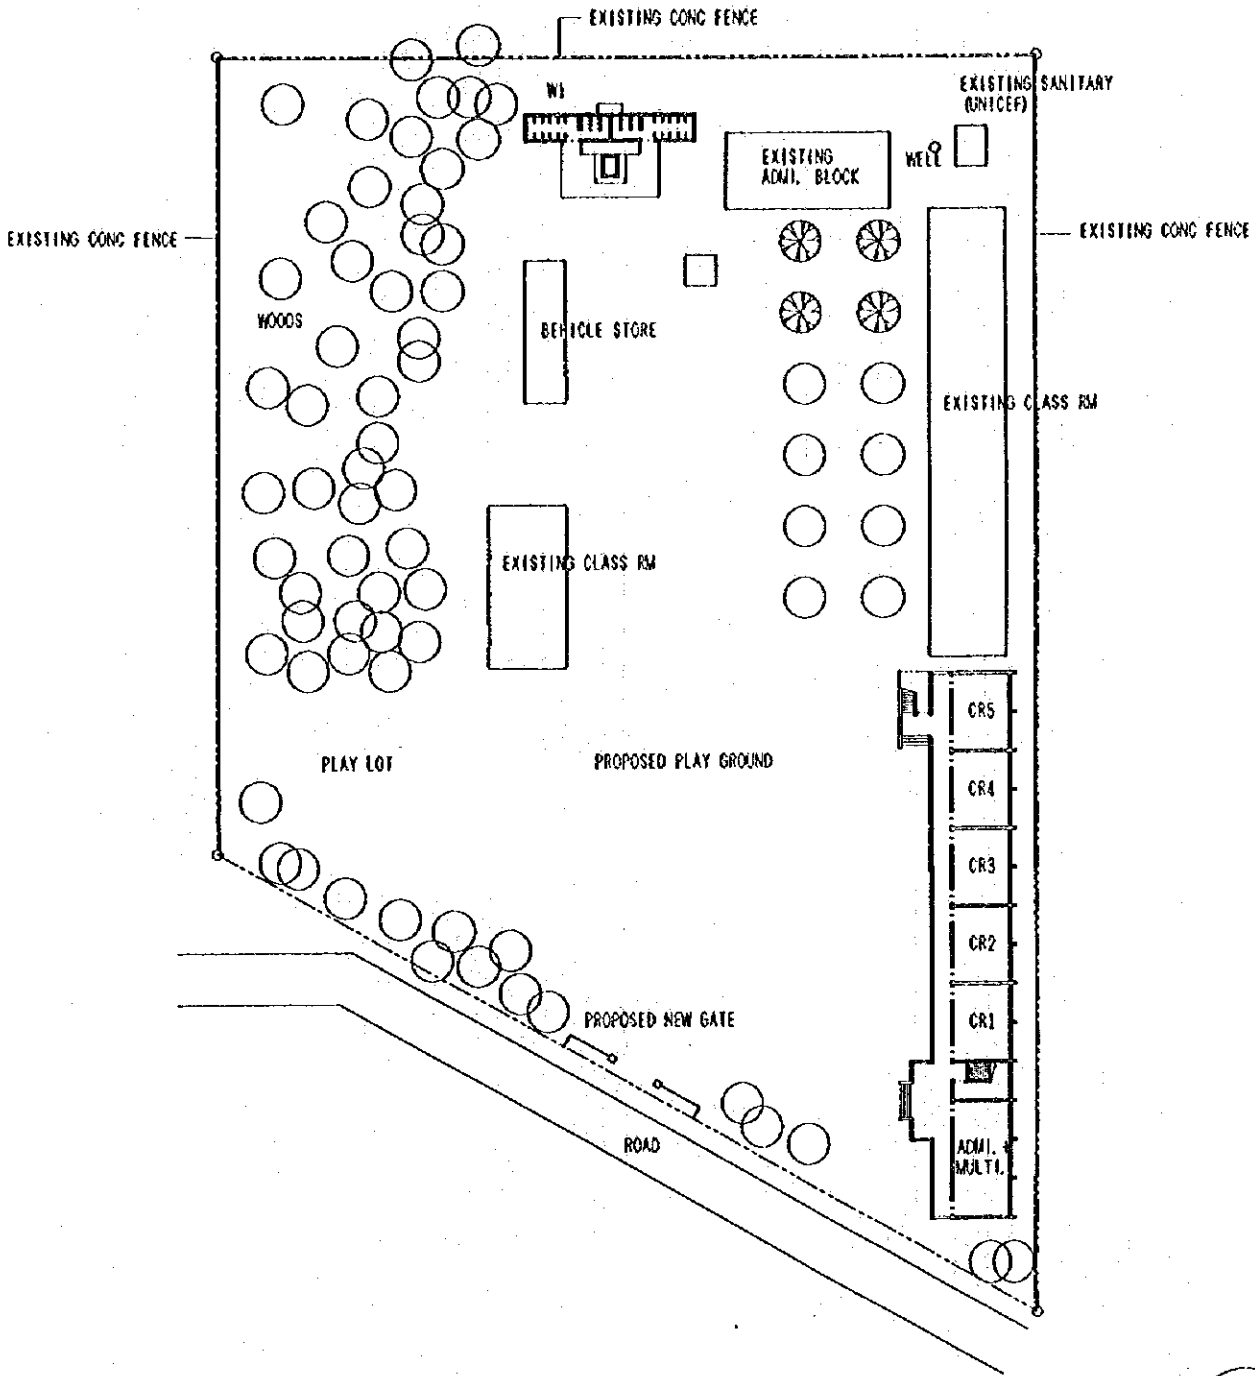 EXISTING CONC FENCE
W1
EXISTING SANITARY
(UNICEF)
EXISTING
ADMI. BLOCK
WELL
EXISTING CONC FENCE
EXISTING CONC FENCE
WOODS
BEHICLE STORE
EXISTING CLASS RM
EXISTING CLASS RM
CR5
PLAY LOT
PROPOSED PLAY GROUND
CR4
CR3
CR2
PROPOSED NEW GATE
CR1
ROAD
ADMI. +
MULTI.